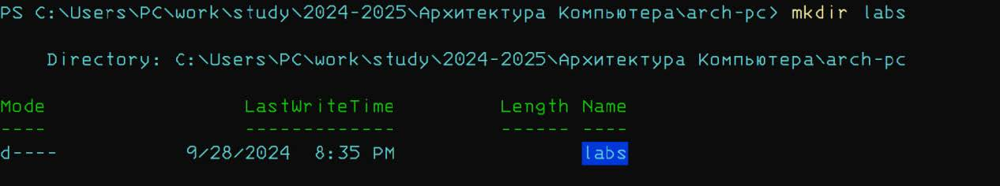 PS C:\Users\PC\work\study\2024-2025\Архитектура Компьютера\arch-pc> mkdir labs
Directory: C:\Users\PC\work\study\2024-2025\Архитектура Компьютера\arch-pc
Mode                 LastWriteTime         Length Name
----                 -------------         ------ ----
d----           9/28/2024  8:35 PM                labs